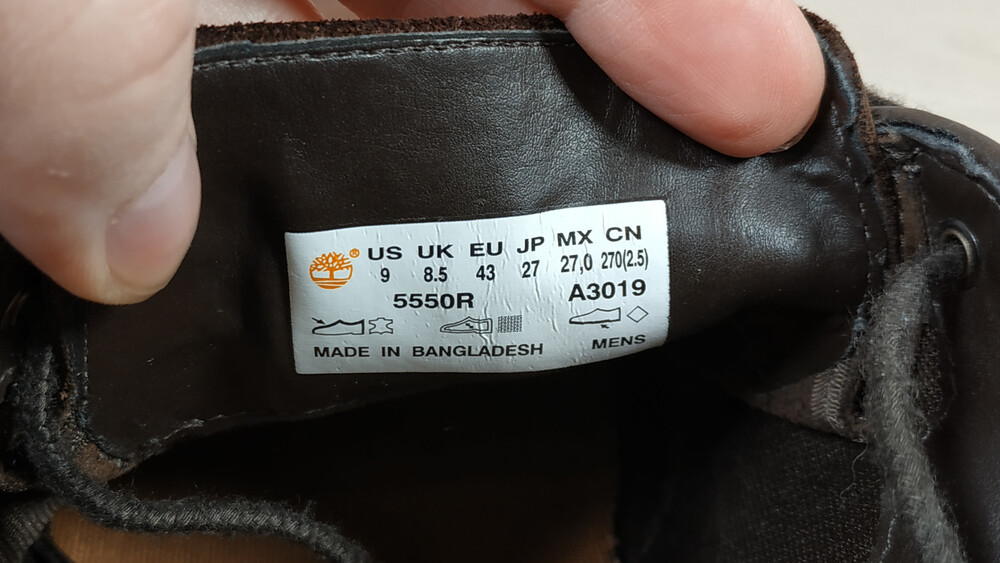 ® US UK EU JP MX CN
9 8.5 43 27 27,0 270(2.5)
5550R A3019
MADE IN BANGLADESH MENS